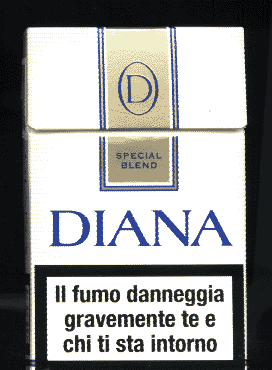 D
SPECIAL
BLEND
DIANA
Il fumo danneggia
gravemente te e
chi ti sta intorno